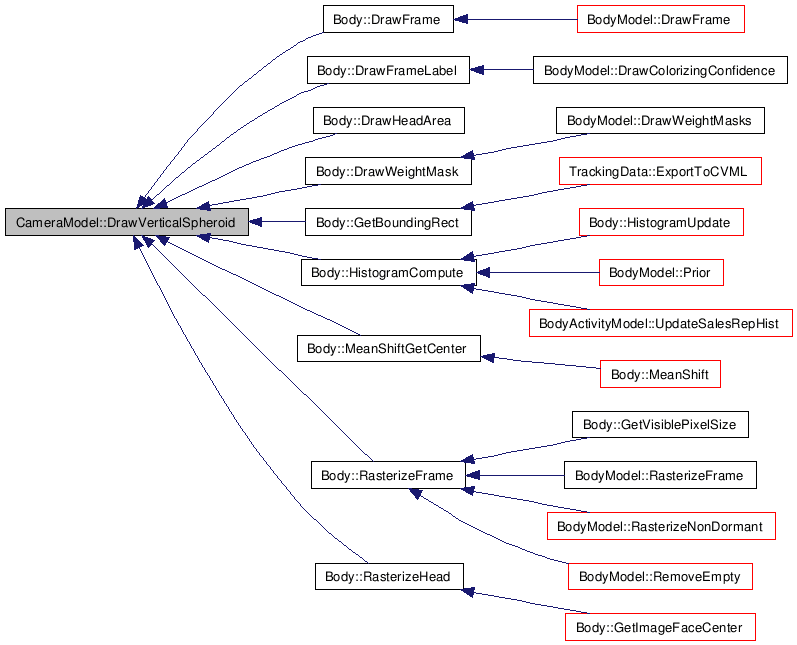 Body::DrawFrame
BodyModel::DrawFrame
Body::DrawFrameLabel
BodyModel::DrawColorizingConfidence
Body::DrawHeadArea
BodyModel::DrawWeightMasks
Body::DrawWeightMask
TrackingData::ExportToCVML
CameraModel::DrawVerticalSpheroid
Body::GetBoundingRect
Body::HistogramUpdate
Body::HistogramCompute
BodyModel::Prior
BodyActivityModel::UpdateSalesRepHist
Body::MeanShiftGetCenter
Body::MeanShift
Body::GetVisiblePixelSize
Body::RasterizeFrame
BodyModel::RasterizeFrame
BodyModel::RasterizeNonDormant
Body::RasterizeHead
BodyModel::RemoveEmpty
Body::GetImageFaceCenter